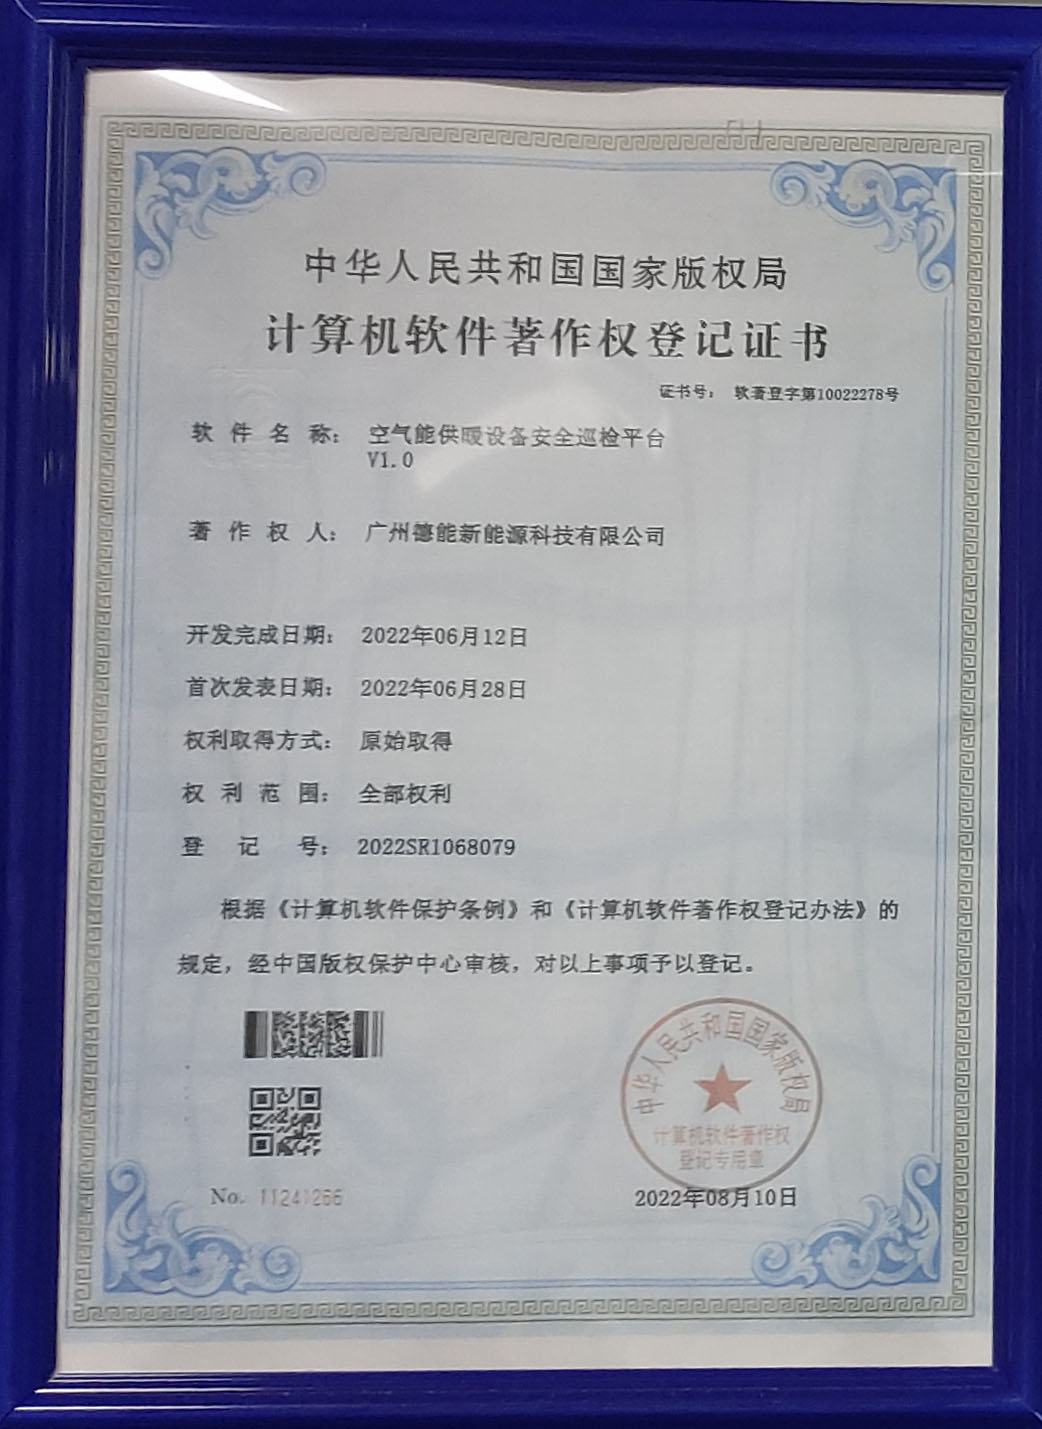 中华人民共和国国家版权局
计算机软件著作权登记证书
证书号： 软著登字第10022278号
软件名称： 空气能供暖设备安全巡检平台
V1.0
著作权人： 广州德能新能源科技有限公司
开发完成日期： 2022年06月12日
首次发表日期： 2022年06月28日
权利取得方式： 原始取得
权利范围： 全部权利
登记号： 2022SR1068079
根据《计算机软件保护条例》和《计算机软件著作权登记办法》的
规定，经中国版权保护中心审核，对以上事项予以登记。
中华人民共和国国家版权局
计算机软件著作权
登记专用章
No. 11241266
2022年08月10日